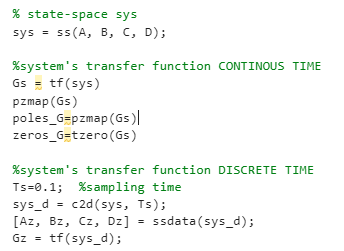 % state-space sys
sys = ss(A, B, C, D);
%system's transfer function CONTINOUS TIME
Gs = tf(sys)
pzmap(Gs)
poles_G=pzmap(Gs)
zeros_G=tzero(Gs)
%system's transfer function DISCRETE TIME
Ts=0.1;  %sampling time
sys_d = c2d(sys, Ts);
[Az, Bz, Cz, Dz] = ssdata(sys_d);
Gz = tf(sys_d);